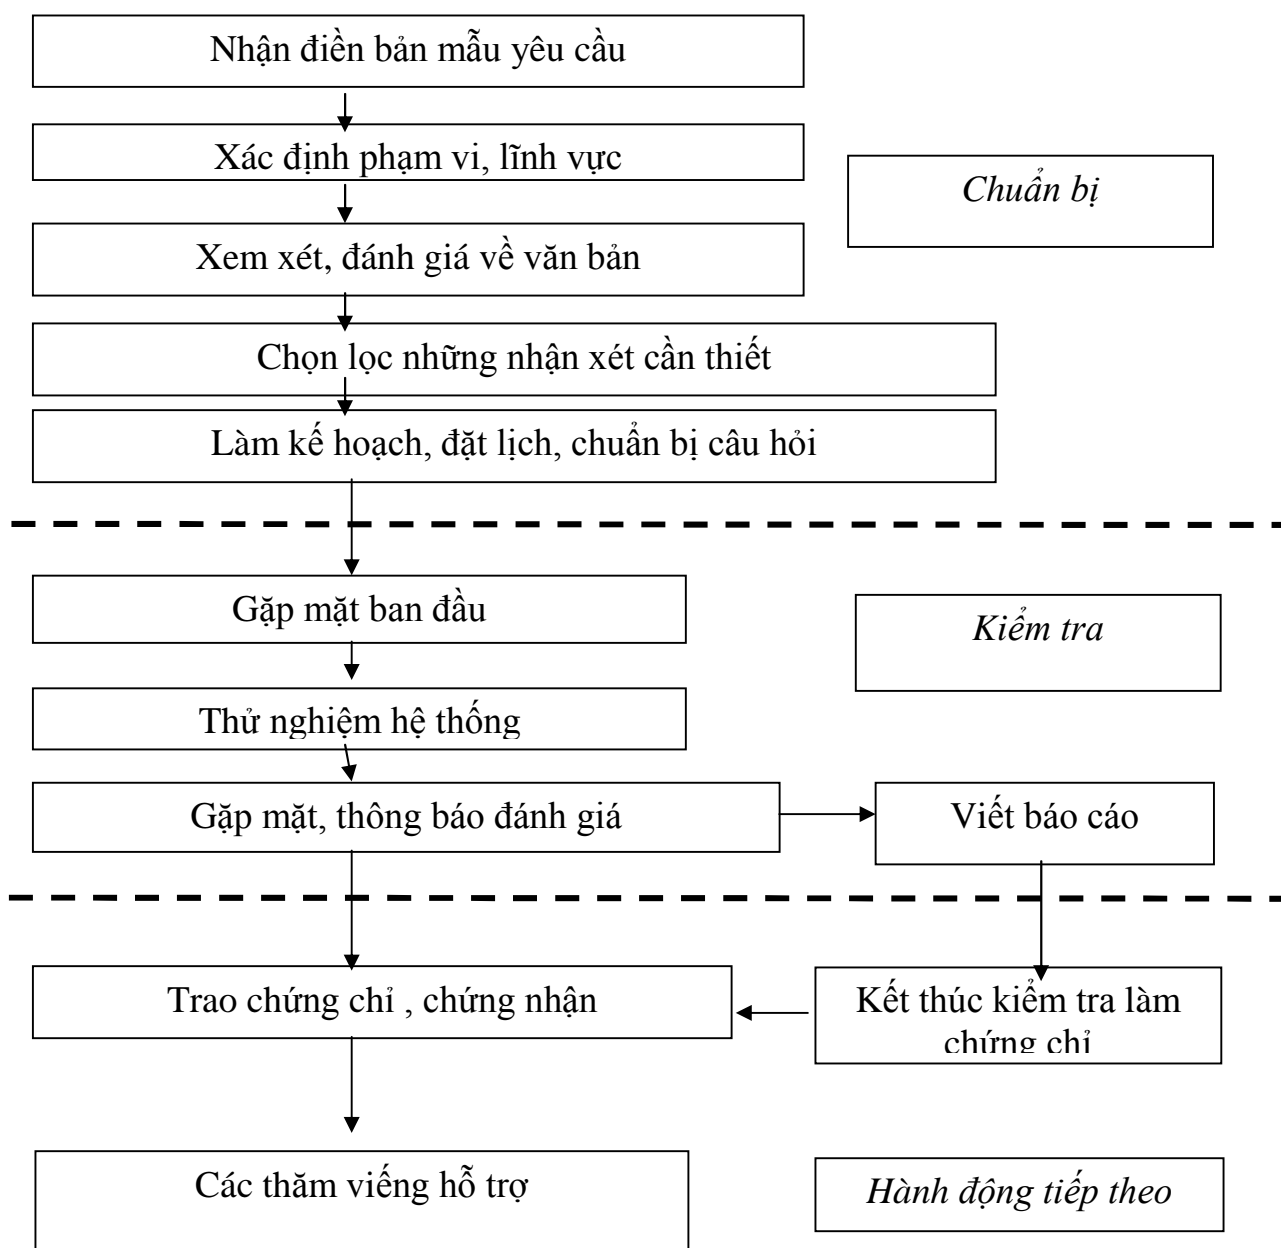 Nhận điền bản mẫu yêu cầu
Xác định phạm vi, lĩnh vực
Chuẩn bị
Xem xét, đánh giá về văn bản
Chọn lọc những nhận xét cần thiết
Làm kế hoạch, đặt lịch, chuẩn bị câu hỏi
Gặp mặt ban đầu
Kiểm tra
Thử nghiệm hệ thống
Gặp mặt, thông báo đánh giá
Viết báo cáo
Trao chứng chỉ , chứng nhận
Kết thúc kiểm tra làm
chứng chỉ
Các thăm viếng hỗ trợ
Hành động tiếp theo